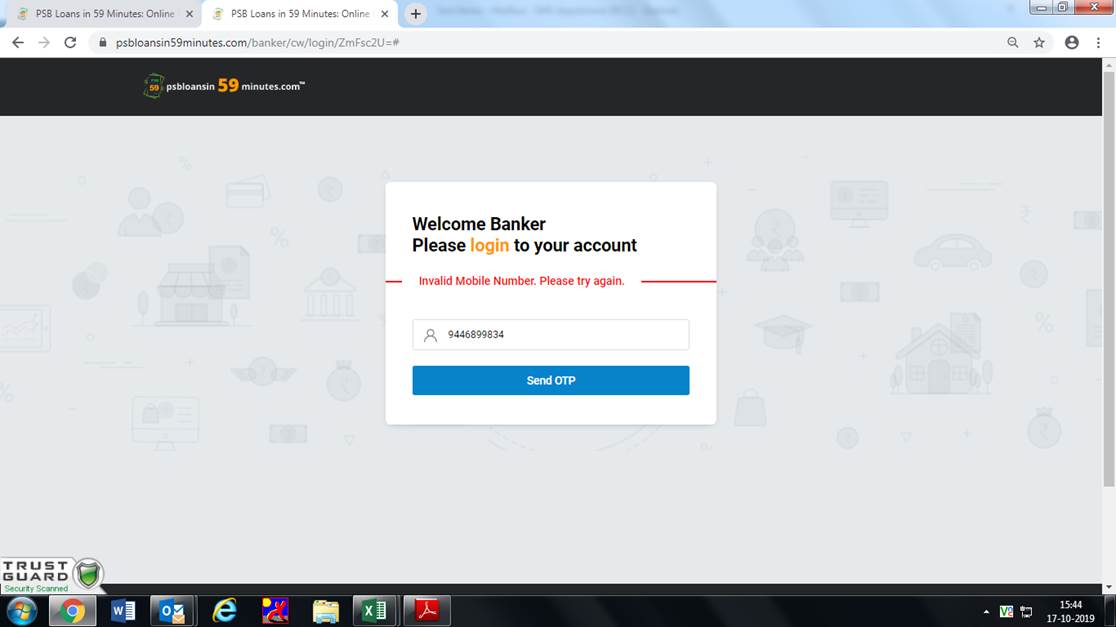 PSB Loans in 59 Minutes: Online
PSB Loans in 59 Minutes: Online
psbloansin59minutes.com/banker/cw/login/ZmFsc2U=#
psbloansin 59 minutes.com™
Welcome Banker
Please login to your account
Invalid Mobile Number. Please try again.
9446899834
Send OTP
TRUST
GUARD
Security Scanned
15:44
17-10-2019